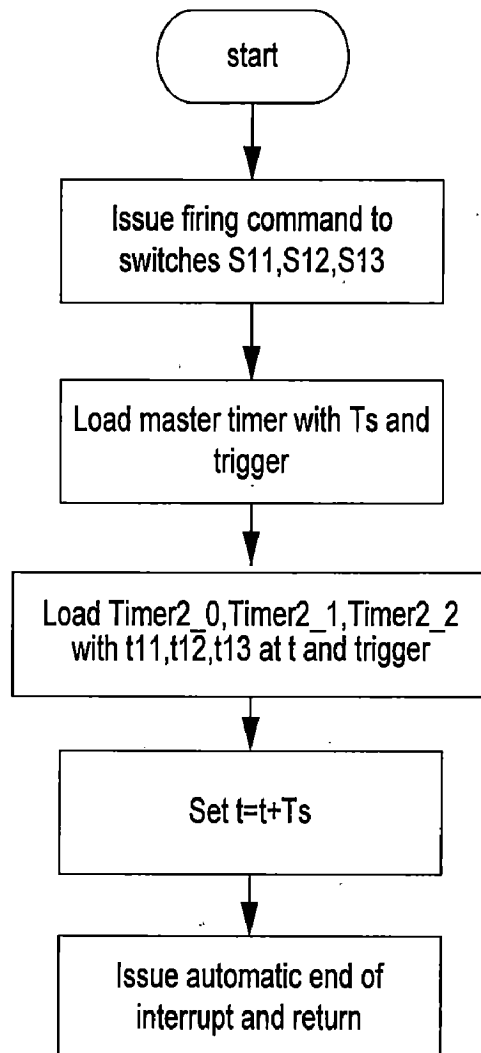 start
Issue firing command to
switches S11,S12,S13
Load master timer with Ts and
trigger
Load Timer2_0,Timer2_1,Timer2_2
with t11,t12,t13 at t and trigger
Set t=t+Ts
Issue automatic end of
interrupt and return